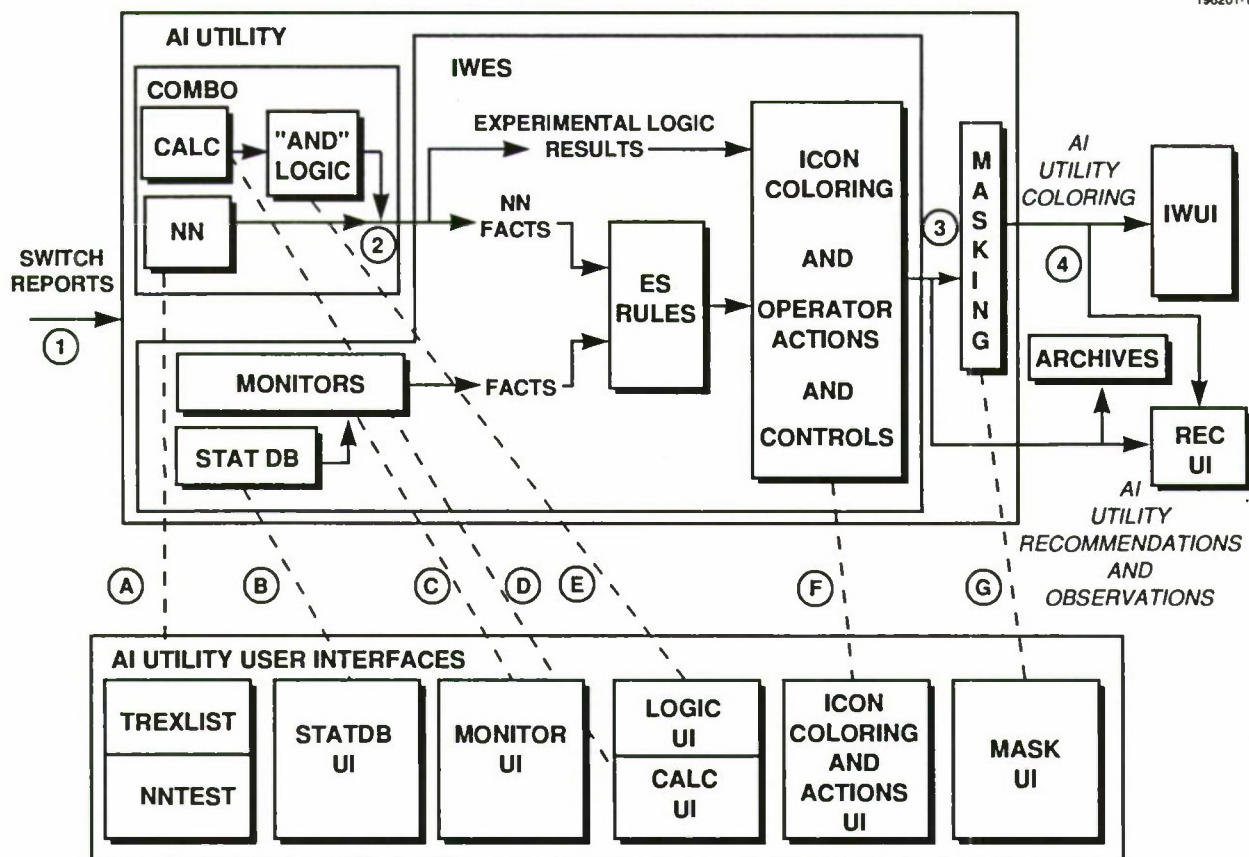 AI UTILITY
COMBO
CALC
"AND"
LOGIC
NN
2
SWITCH
REPORTS
1
IWES
EXPERIMENTAL LOGIC
RESULTS
NN
FACTS
ES
RULES
MONITORS
FACTS
STAT DB
ICON
COLORING
AND
OPERATOR
ACTIONS
AND
CONTROLS
3
MASKING
AI
UTILITY
COLORING
4
IWUI
ARCHIVES
REC
UI
AI
UTILITY
RECOMMENDATIONS
AND
OBSERVATIONS
A
B
C
D
E
F
G
AI UTILITY USER INTERFACES
TREXLIST
NNTEST
STATDB
UI
MONITOR
UI
LOGIC
UI
CALC
UI
ICON
COLORING
AND
ACTIONS
UI
MASK
UI